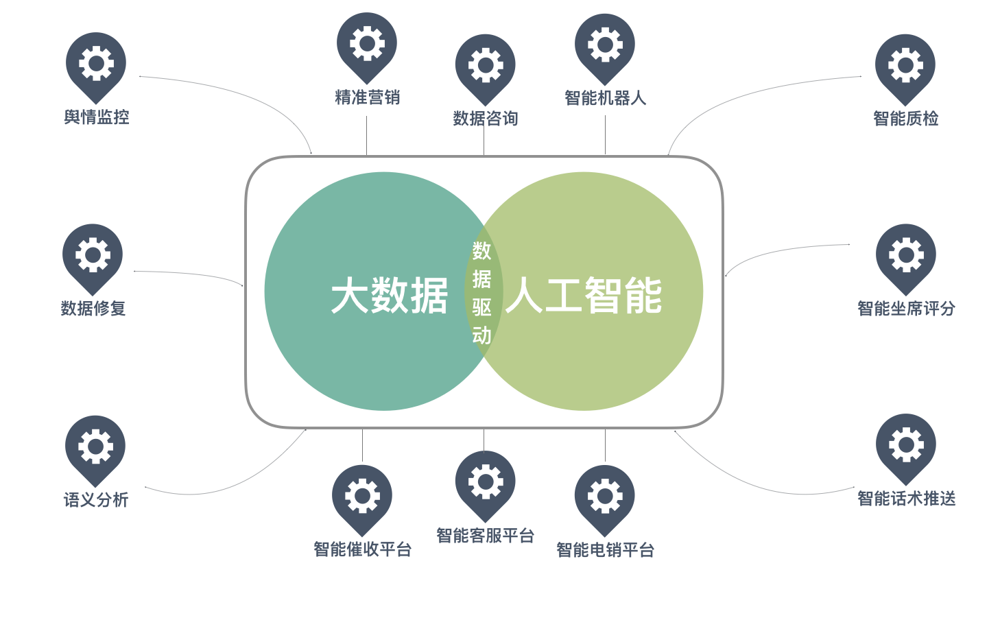 精准营销
智能机器人
舆情监控
数据咨询
智能质检
数据驱动
大数据
人工智能
数据修复
智能坐席评分
语义分析
智能话术推送
智能催收平台
智能客服平台
智能电销平台